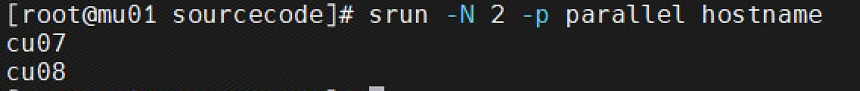 [root@mu01 sourcecode]# srun -N 2 -p parallel hostname
cu07
cu08